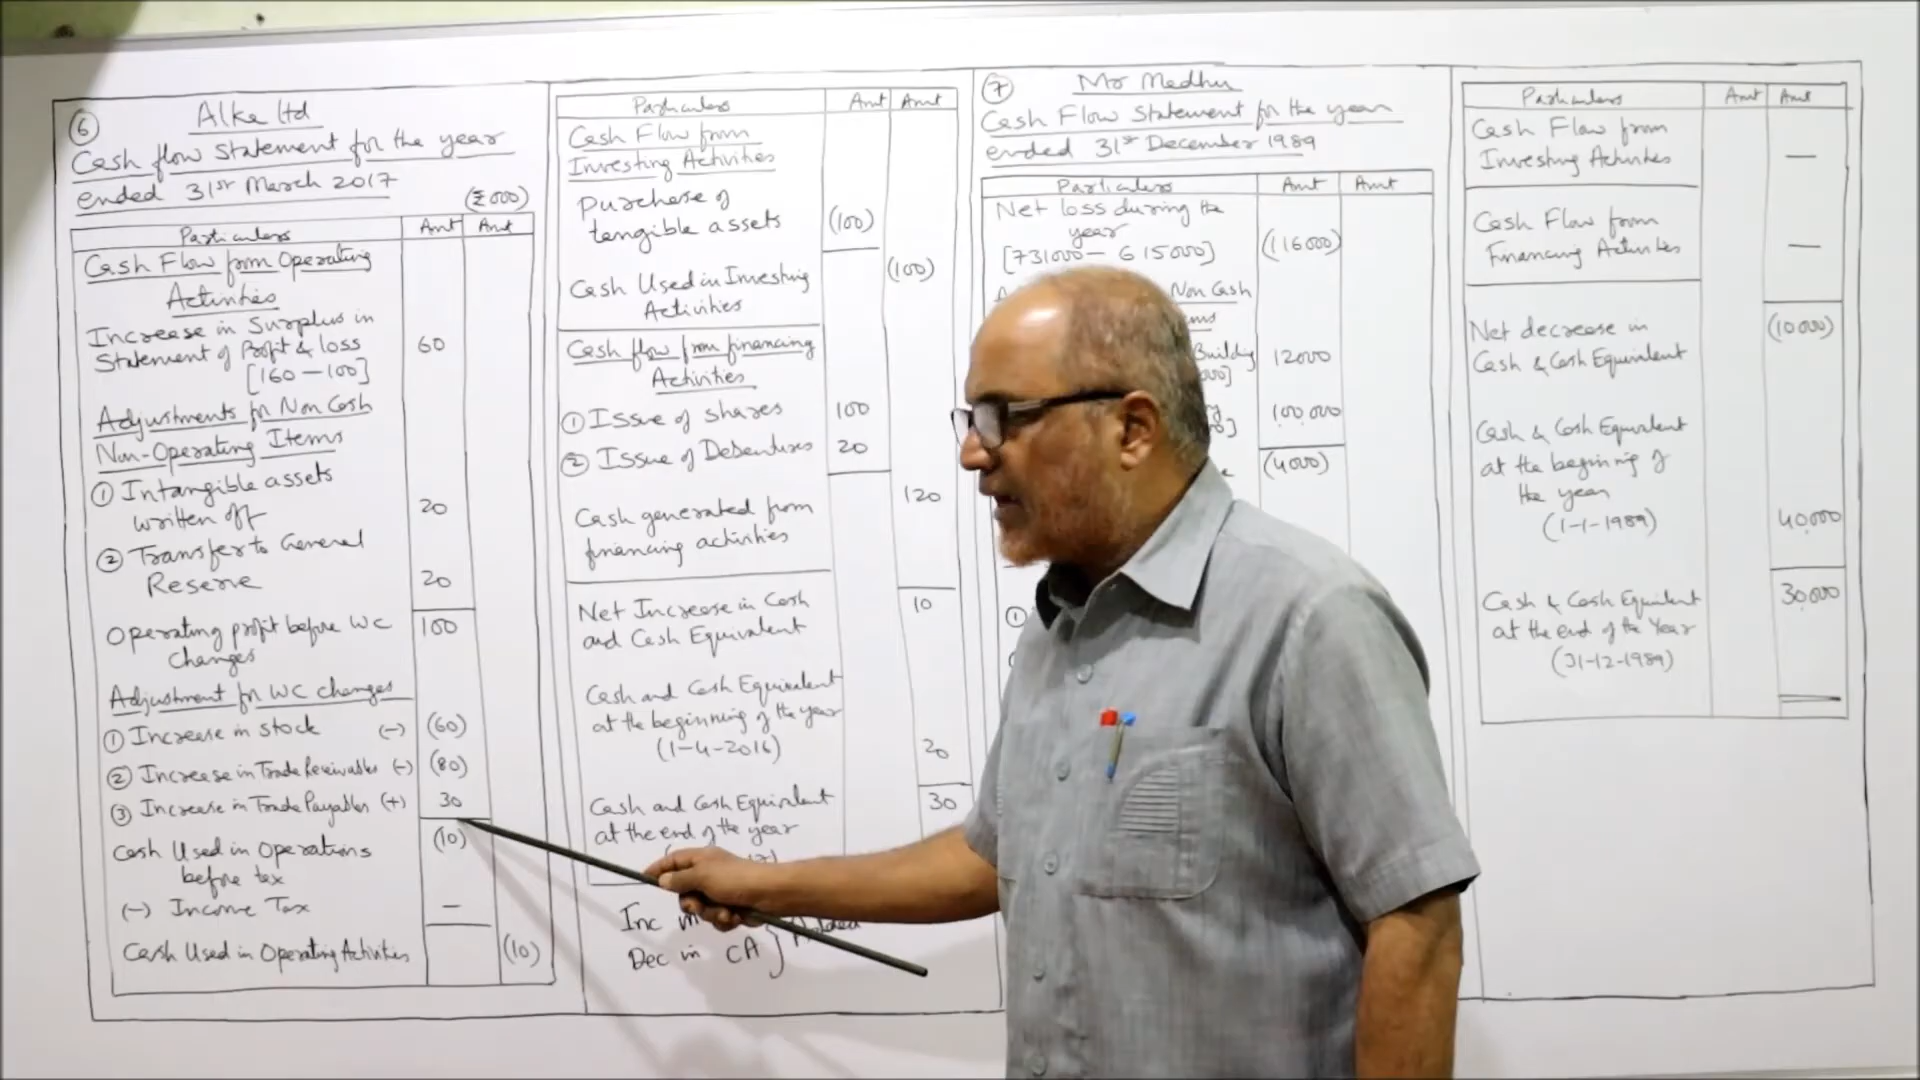 6
Alka Ltd
Cash flow Statement for the year
ended 31st March 2017
(₹000)
Particulars Amt Amt
Cash Flow from Operating
Activities
Increase in Surplus in
Statement of Profit & loss 60
[160 – 100]
Adjustments for Non Cash
Non-Operating Items
① Intangible assets
written off 20
② Transfer to General
Reserve 20
Operating profit before WC 100
changes
Adjustment for WC changes
① Increase in stock (-) (60)
② Increase in Trade Receivables (-) (80)
③ Increase in Trade Payables (+) 30
Cash Used in Operations (10)
before tax
(-) Income Tax –
Cash Used in Operating Activities (10)
Particulars Amt Amt
Cash Flow from
Investing Activities
Purchase of
tangible assets (100)
Cash Used in Investing (100)
Activities
Cash flow from financing
Activities
① Issue of shares 100
② Issue of Debentures 20
Cash generated from 120
financing activities
Net Increase in Cash 10
and Cash Equivalent
Cash and Cash Equivalent
at the beginning of the year
(1-4-2016) 20
Cash and Cash Equivalent 30
at the end of the year
Inc in
Dec in CA } Added
7
Mr Madhu
Cash Flow Statement for the year
ended 31st December 1989
Particulars Amt Amt
Net loss during the
year (116000)
[731000 – 615000]
Non Cash
Building 12000
100,000
(4000)
Particulars Amt Amt
Cash Flow from
Investing Activities —
Cash Flow from
Financing Activities —
Net decrease in (10000)
Cash & Cash Equivalent
Cash & Cash Equivalent
at the beginning of
the year
(1-1-1989) 40,000
Cash & Cash Equivalent 30,000
at the end of the Year
(31-12-1989)